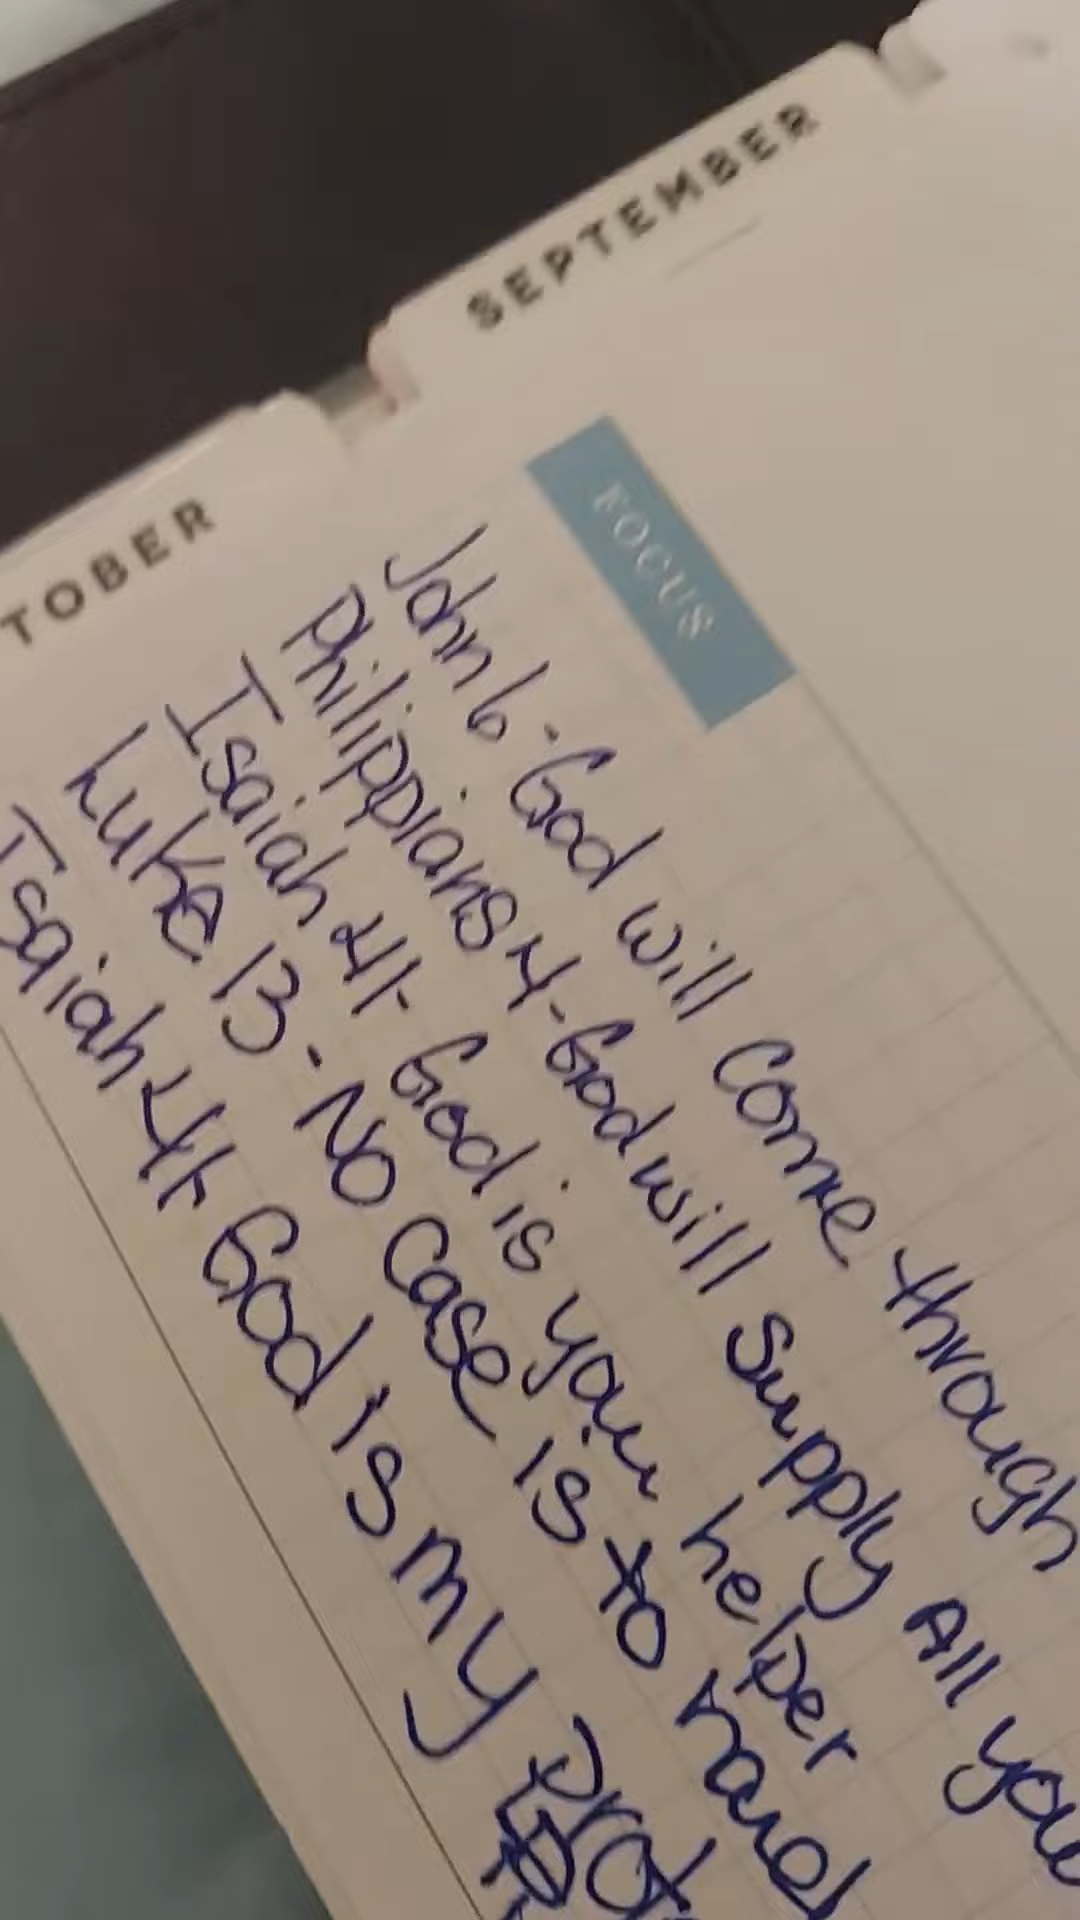 SEPTEMBER
TOBER
FOCUS
John 6 - God will come through
Philippians 4 - God will supply All you
Isaiah 41 - God is your helper
Luke 13 - No case is to hard
Isaiah 41 - God is my